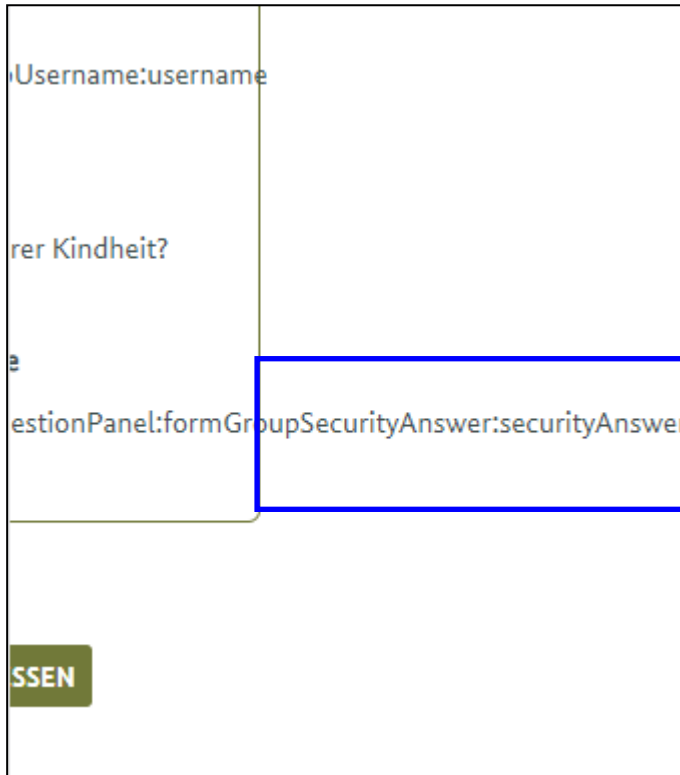 Username:username
rer Kindheit?
e
estionPanel:formGroupSecurityAnswer:securityAnswer
SSEN